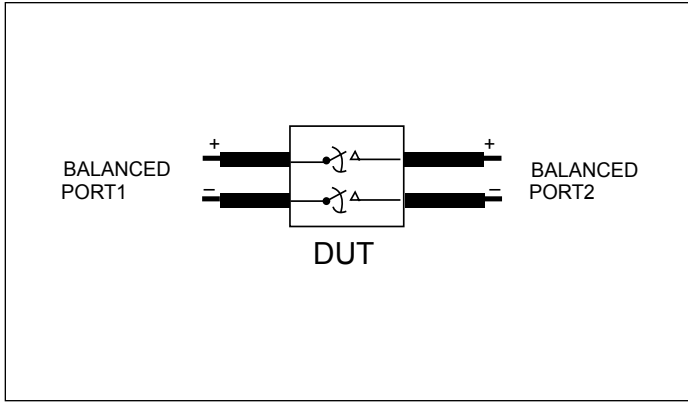 +
+
BALANCED
PORT1
BALANCED
PORT2
–
–
DUT